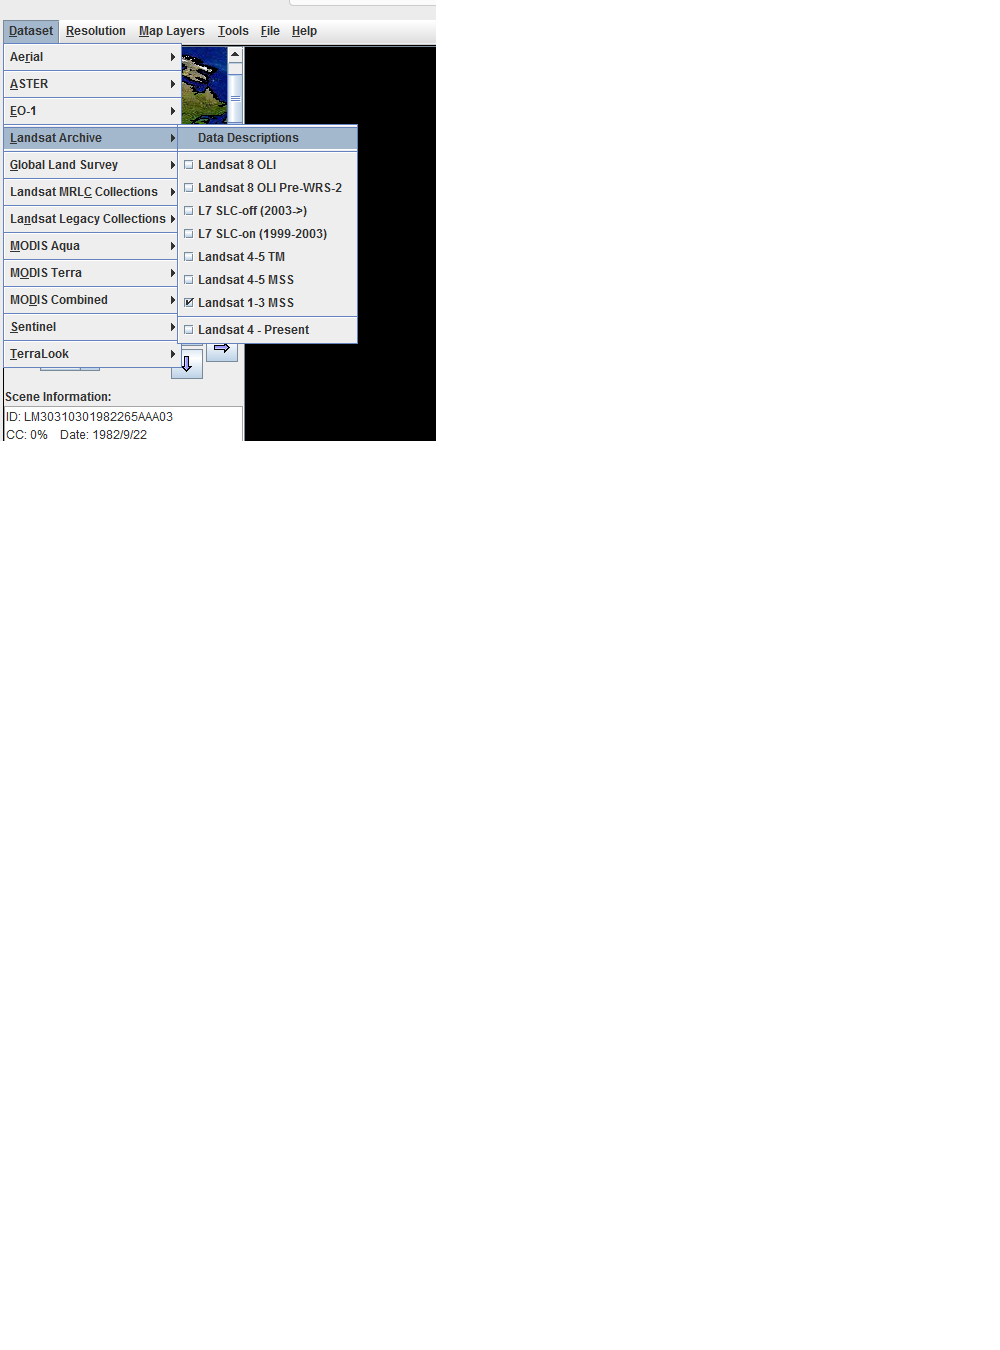 Dataset Resolution Map Layers Tools File Help
Aerial
ASTER
EO-1
Landsat Archive
Global Land Survey
Landsat MRLC Collections
Landsat Legacy Collections
MODIS Aqua
MODIS Terra
MODIS Combined
Sentinel
TerraLook
Data Descriptions
Landsat 8 OLI
Landsat 8 OLI Pre-WRS-2
L7 SLC-off (2003->)
L7 SLC-on (1999-2003)
Landsat 4-5 TM
Landsat 4-5 MSS
Landsat 1-3 MSS
Landsat 4 - Present
Scene Information:
ID: LM30310301982265AAA03
CC: 0% Date: 1982/9/22